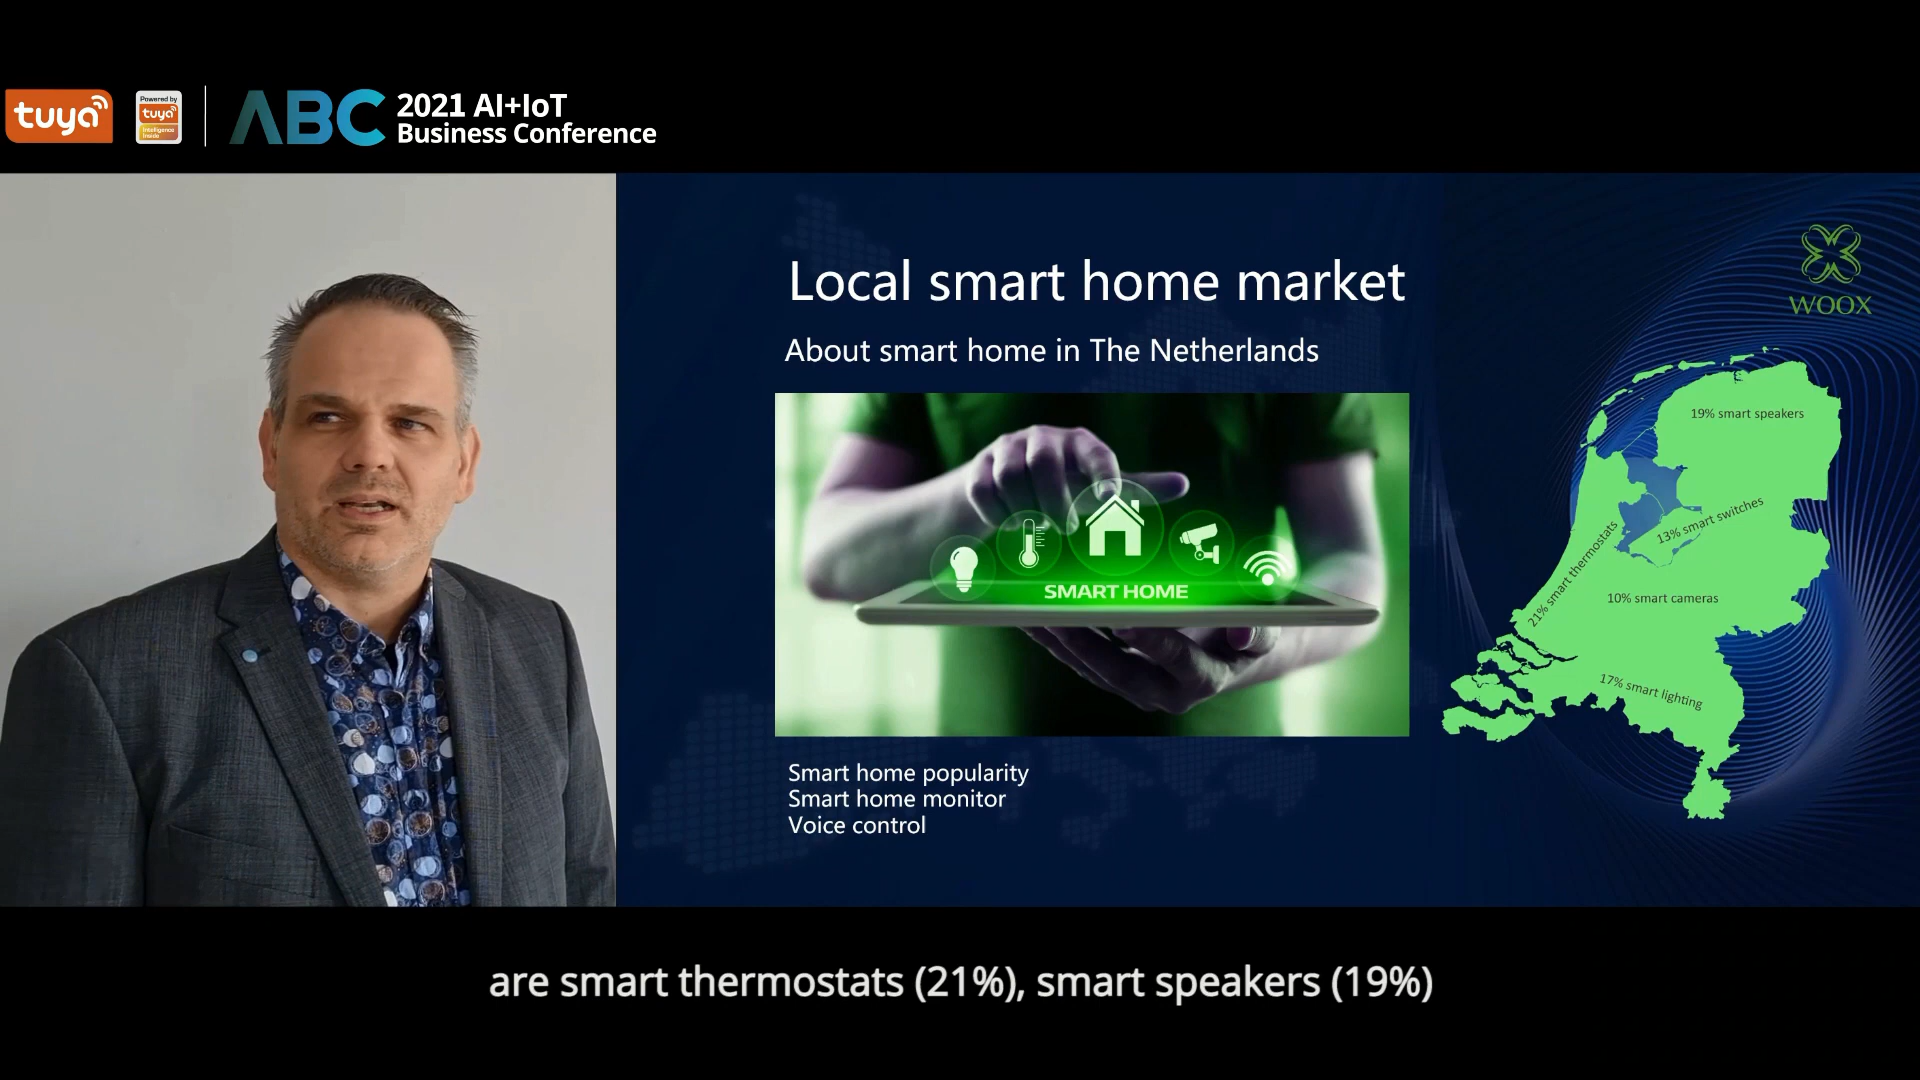 tuya
Powered by
tuya
Intelligence
Inside
ABC
2021 AI+IoT
Business Conference
Local smart home market
About smart home in The Netherlands
WOOX
SMART HOME
19% smart speakers
13% smart switches
21% smart thermostats
10% smart cameras
17% smart lighting
Smart home popularity
Smart home monitor
Voice control
are smart thermostats (21%), smart speakers (19%)